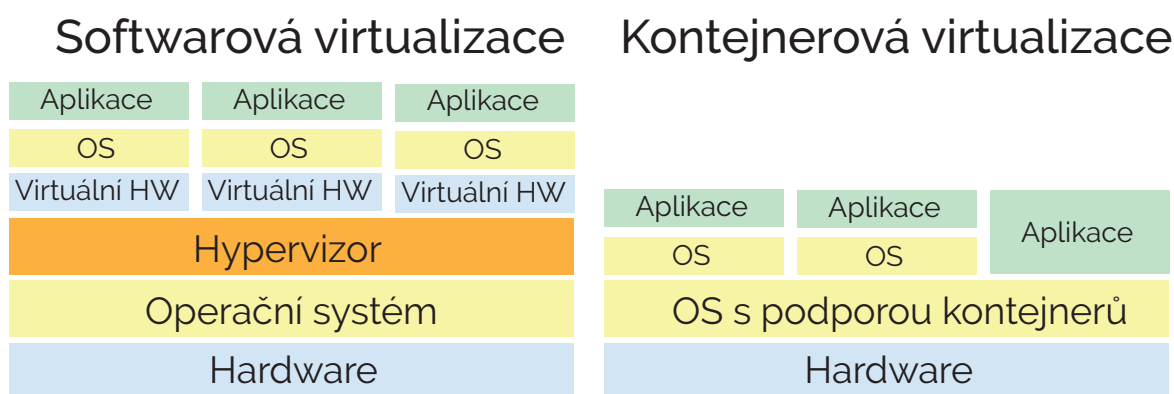 Softwarová virtualizace
Aplikace Aplikace Aplikace
OS OS OS
Virtuální HW Virtuální HW Virtuální HW
Hypervizor
Operační systém
Hardware
Kontejnerová virtualizace
Aplikace Aplikace Aplikace
OS OS
OS s podporou kontejnerů
Hardware